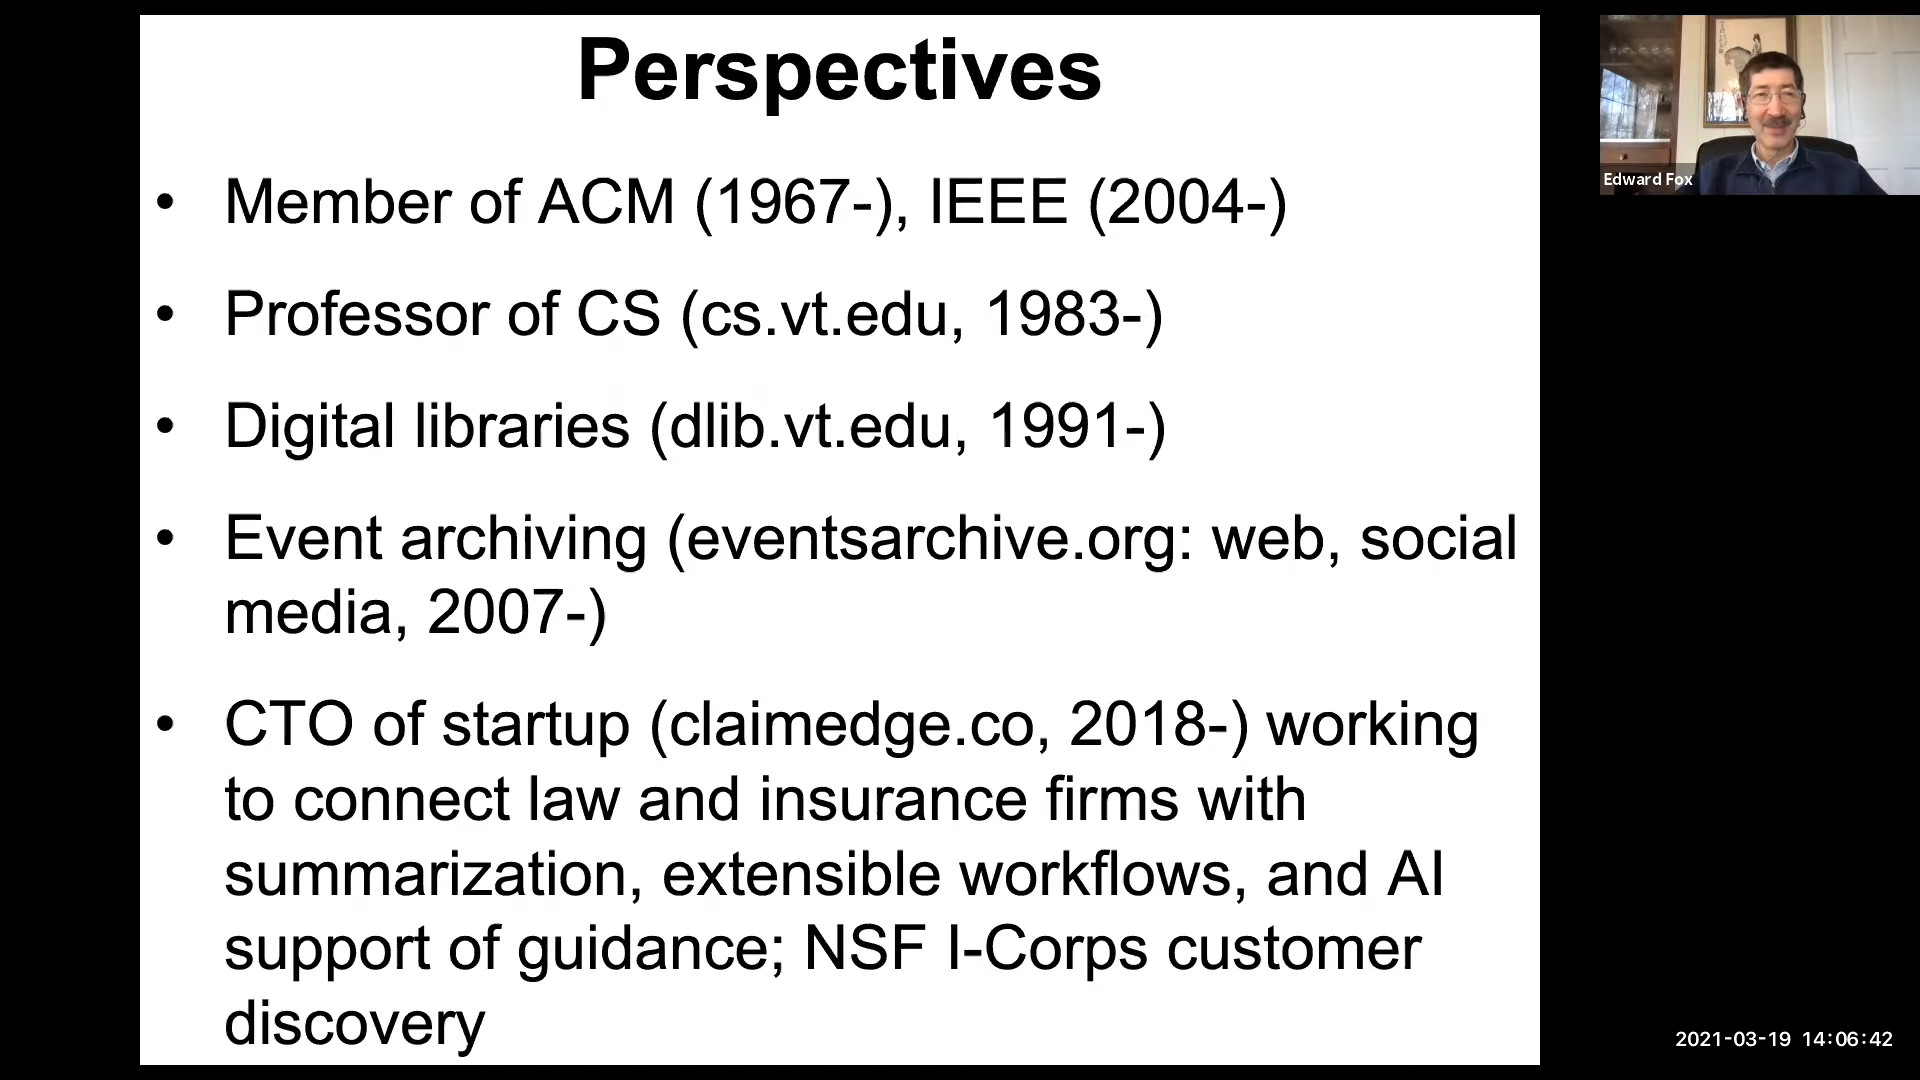 Perspectives
• Member of ACM (1967-), IEEE (2004-)
• Professor of CS (cs.vt.edu, 1983-)
• Digital libraries (dlib.vt.edu, 1991-)
• Event archiving (eventsarchive.org: web, social
media, 2007-)
• CTO of startup (claimedge.co, 2018-) working
to connect law and insurance firms with
summarization, extensible workflows, and AI
support of guidance; NSF I-Corps customer
discovery
Edward Fox
2021-03-19 14:06:42